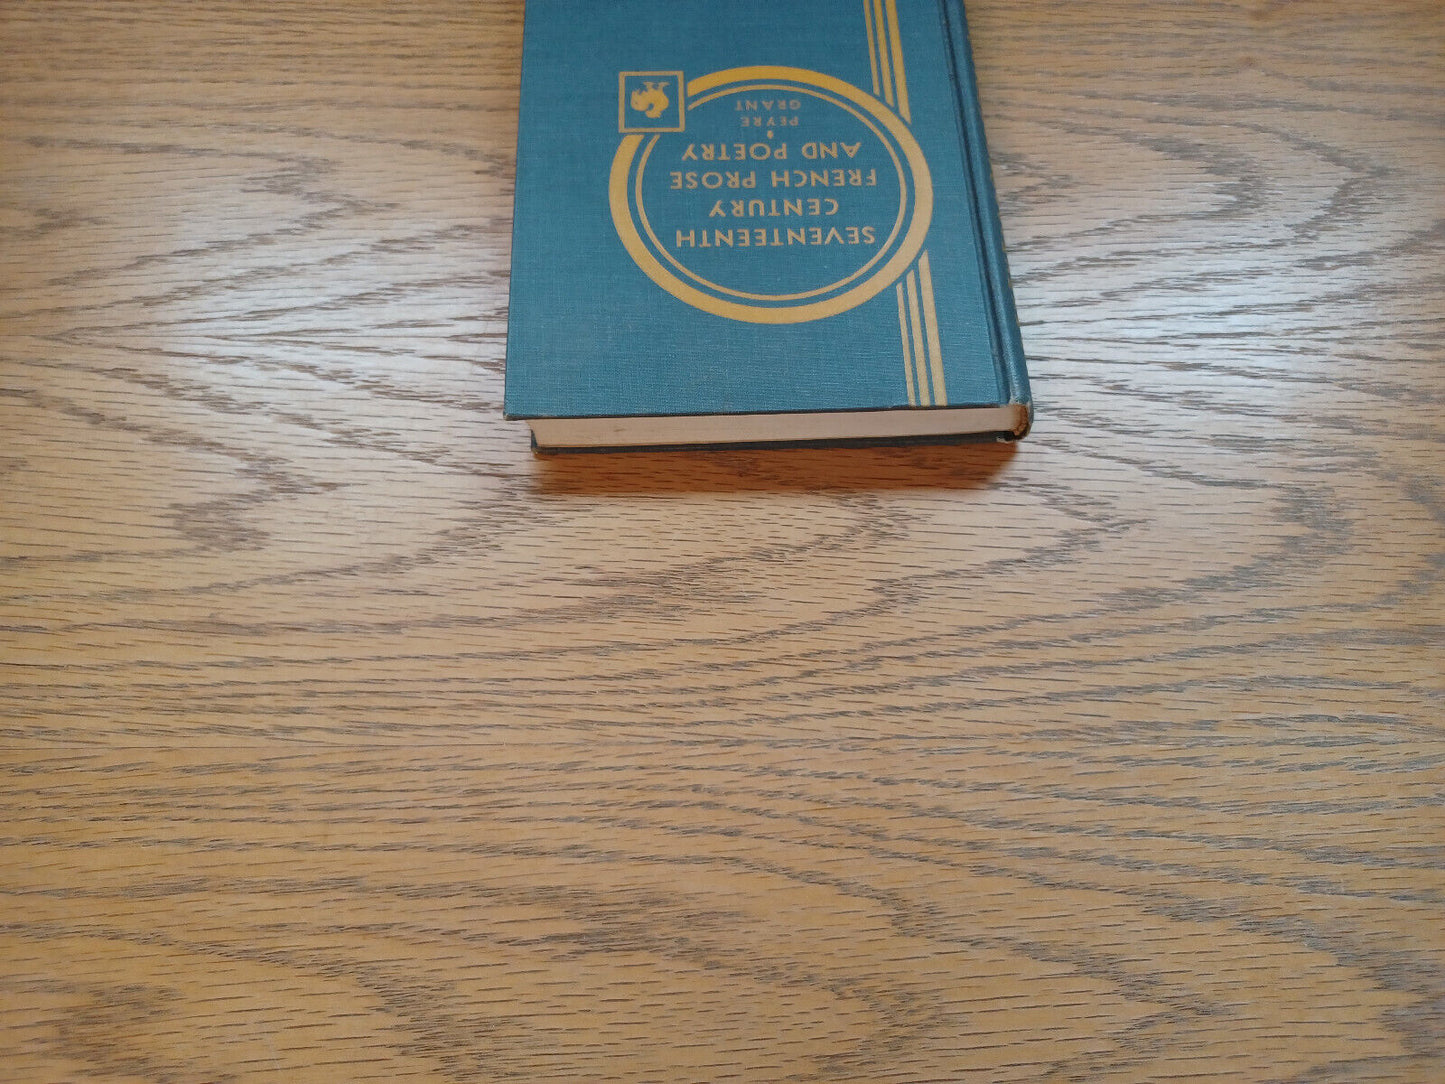 SEVENTEENTH
CENTURY
FRENCH PROSE
AND POETRY
PEYRE
GRANT